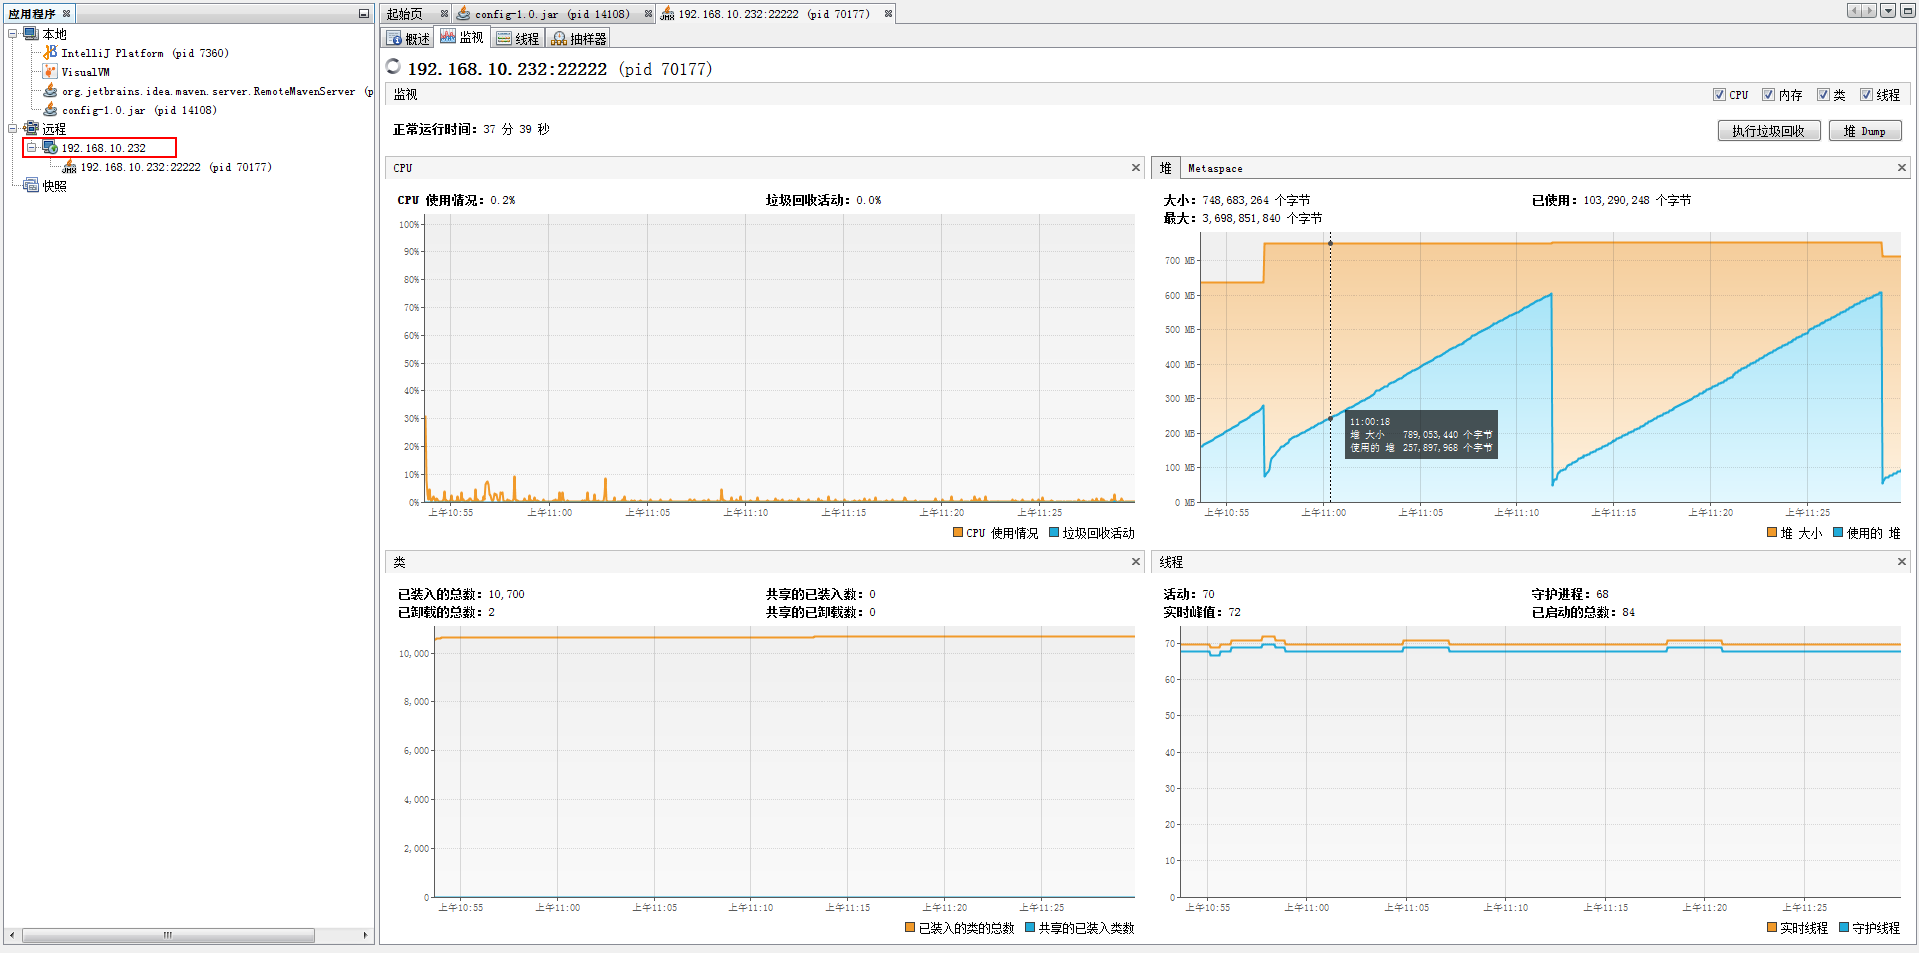 应用程序
本地
IntelliJ Platform (pid 7360)
VisualVM
org.jetbrains.idea.maven.server.RemoteMavenServer (p
config-1.0.jar (pid 14108)
远程
192.168.10.232
192.168.10.232:22222 (pid 70177)
快照
起始页 config-1.0.jar (pid 14108) 192.168.10.232:22222 (pid 70177)
概述 监视 线程 抽样器
192.168.10.232:22222 (pid 70177)
监视 CPU 内存 类 线程
正常运行时间: 37 分 39 秒 执行垃圾回收 堆 Dump
CPU
CPU 使用情况: 0.2% 垃圾回收活动: 0.0%
100%
90%
80%
70%
60%
50%
40%
30%
20%
10%
0%
上午10:55 上午11:00 上午11:05 上午11:10 上午11:15 上午11:20 上午11:25
CPU 使用情况 垃圾回收活动
堆 Metaspace
大小: 748,683,264 个字节 已使用: 103,290,248 个字节
最大: 3,698,851,840 个字节
700 MB
600 MB
500 MB
400 MB
300 MB
200 MB
100 MB
0 MB
11:00:18
堆 大小 789,053,440 个字节
使用的 堆 257,897,968 个字节
上午10:55 上午11:00 上午11:05 上午11:10 上午11:15 上午11:20 上午11:25
堆 大小 使用的 堆
类
已装入的总数: 10,700 共享的已装入数: 0
已卸载的总数: 2 共享的已卸载数: 0
10,000
8,000
6,000
4,000
2,000
0
上午10:55 上午11:00 上午11:05 上午11:10 上午11:15 上午11:20 上午11:25
已装入的类的总数 共享的已装入类数
线程
活动: 70 守护进程: 68
实时峰值: 72 已启动的总数: 84
70
60
50
40
30
20
10
0
上午10:55 上午11:00 上午11:05 上午11:10 上午11:15 上午11:20 上午11:25
实时线程 守护线程